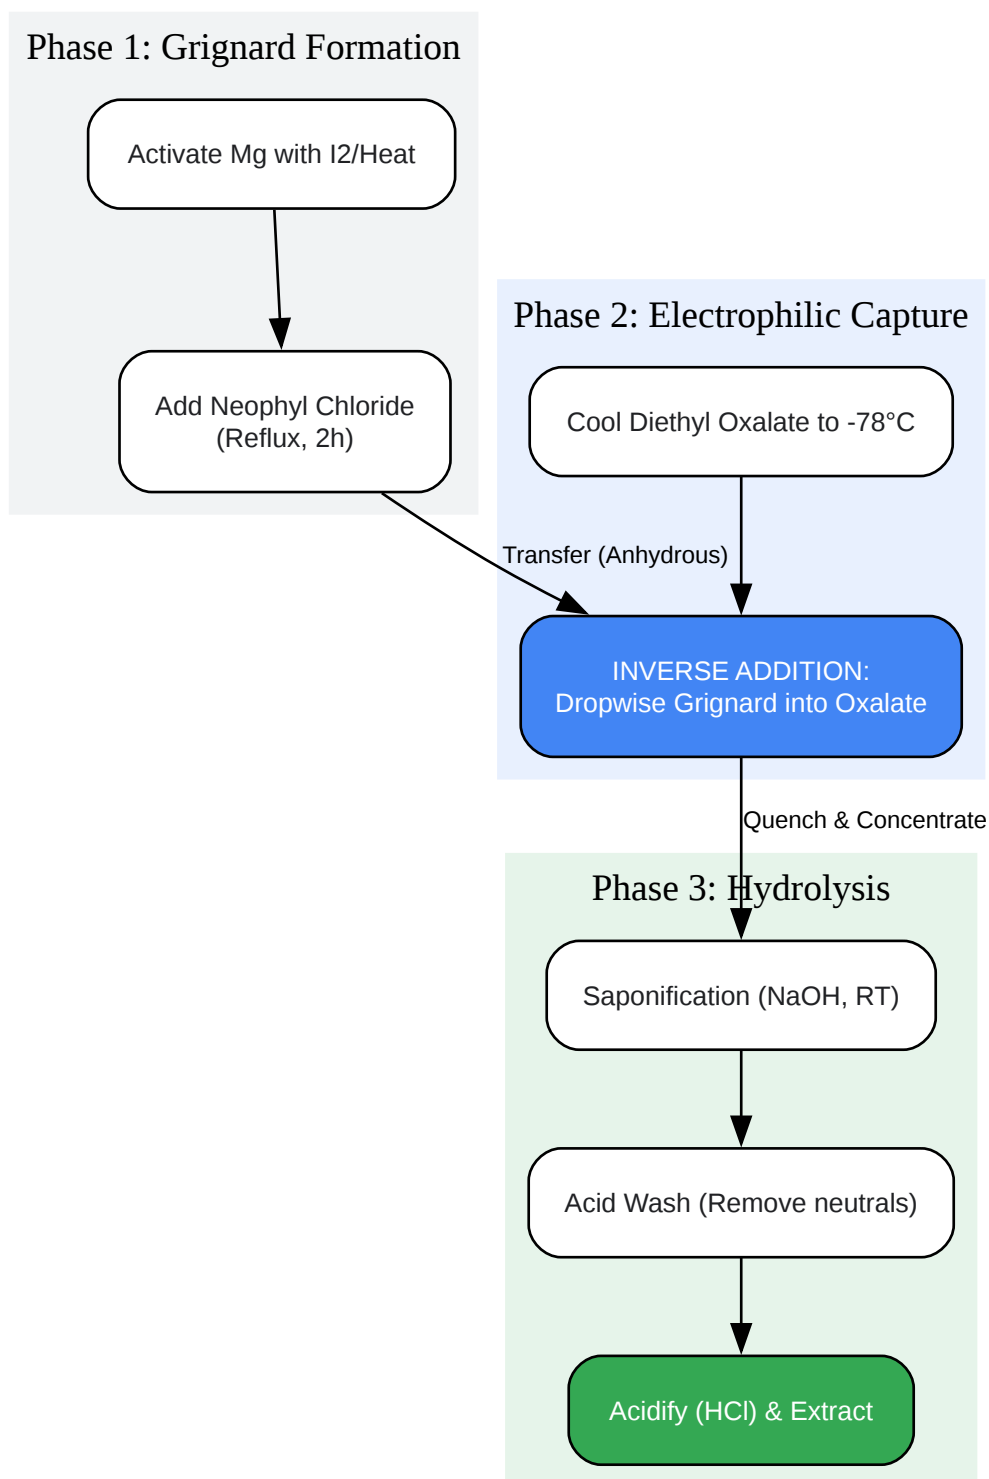 Phase 1: Grignard Formation
Activate Mg with I2/Heat
Add Neophyl Chloride
(Reflux, 2h)
Phase 2: Electrophilic Capture
Cool Diethyl Oxalate to -78°C
Transfer (Anhydrous)
INVERSE ADDITION:
Dropwise Grignard into Oxalate
Quench & Concentrate
Phase 3: Hydrolysis
Saponification (NaOH, RT)
Acid Wash (Remove neutrals)
Acidify (HCl) & Extract